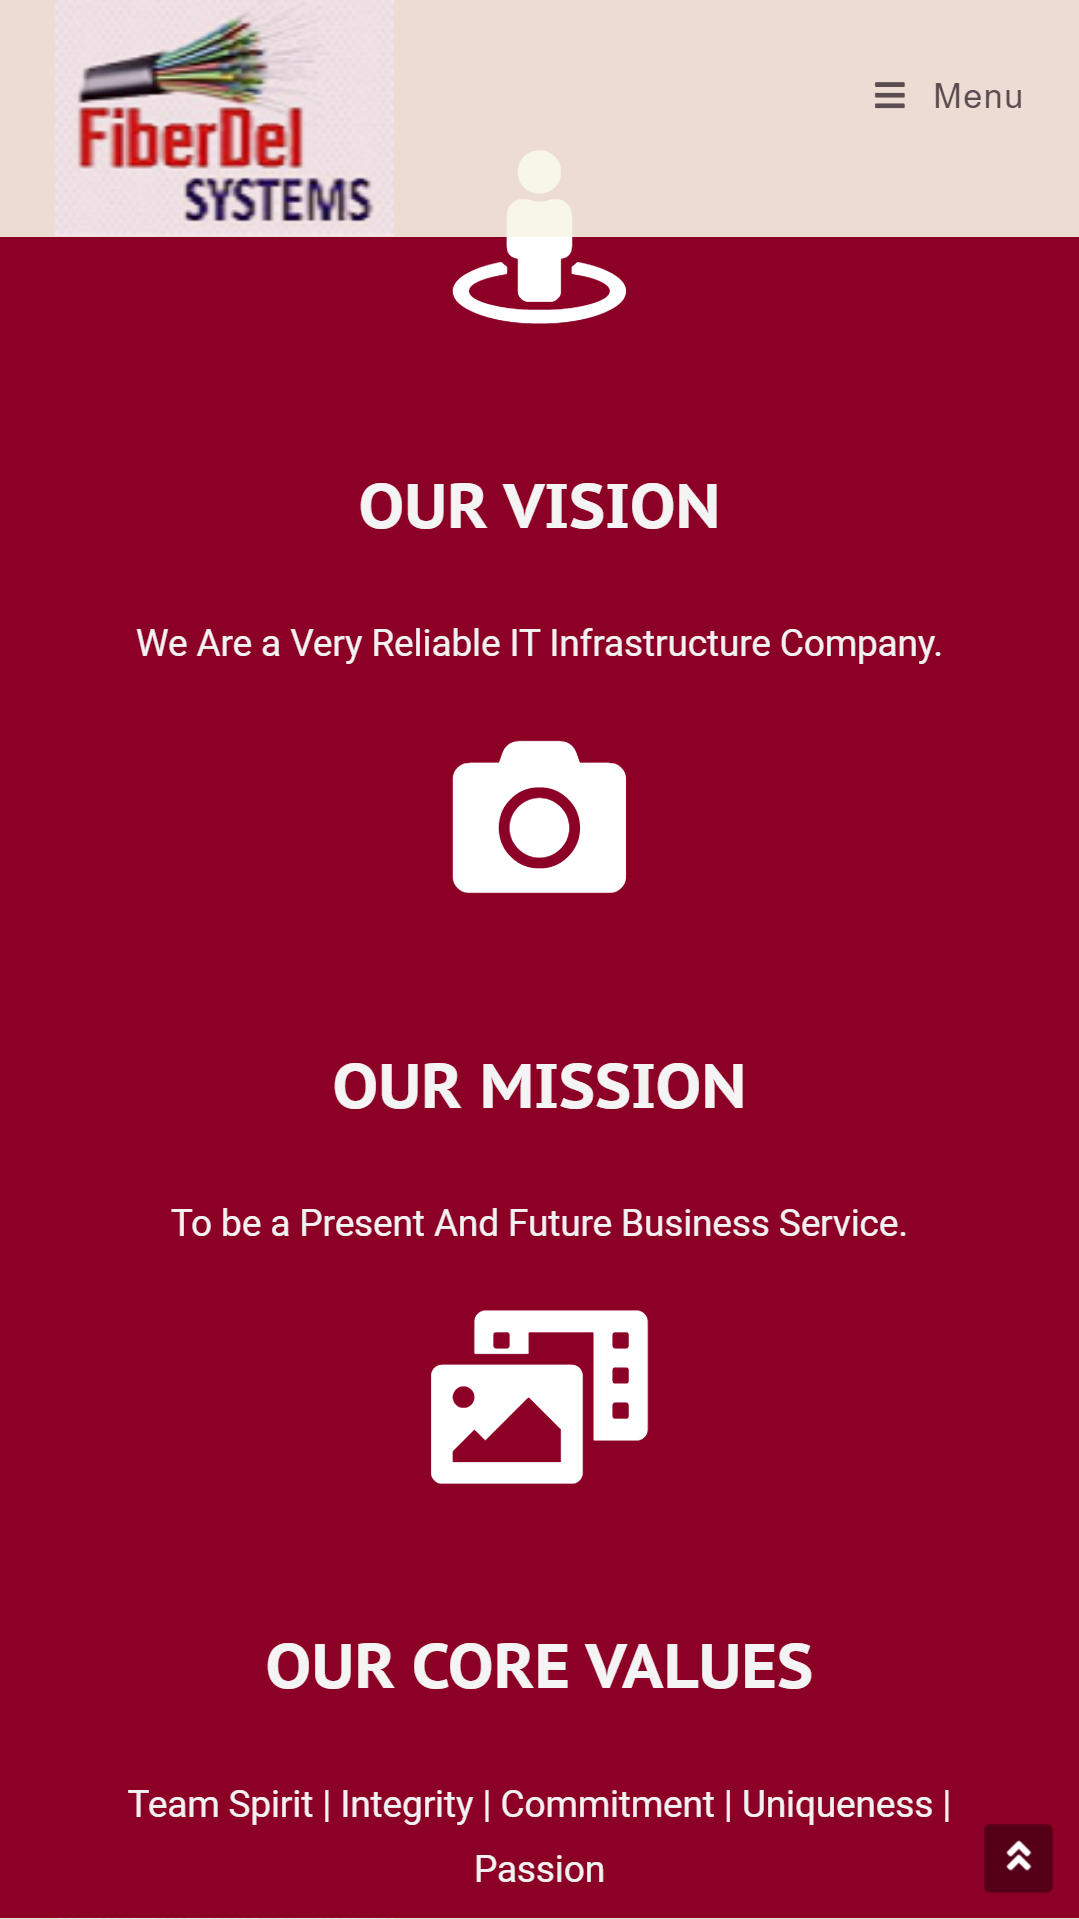 FiberDel
SYSTEMS
Menu
OUR VISION
We Are a Very Reliable IT Infrastructure Company.
OUR MISSION
To be a Present And Future Business Service.
OUR CORE VALUES
Team Spirit | Integrity | Commitment | Uniqueness |
Passion